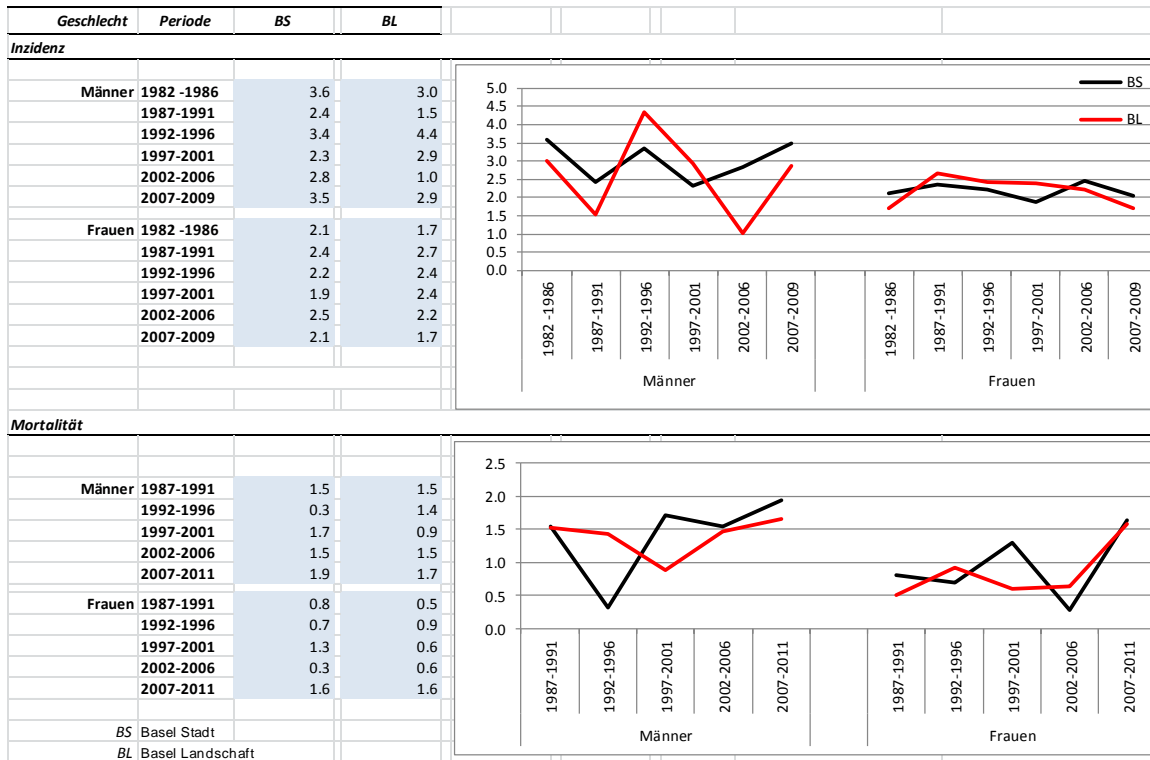 Geschlecht Periode BS BL
Inzidenz
Männer 1982 -1986 3.6 3.0
1987-1991 2.4 1.5
1992-1996 3.4 4.4
1997-2001 2.3 2.9
2002-2006 2.8 1.0
2007-2009 3.5 2.9
Frauen 1982 -1986 2.1 1.7
1987-1991 2.4 2.7
1992-1996 2.2 2.4
1997-2001 1.9 2.4
2002-2006 2.5 2.2
2007-2009 2.1 1.7
BS
BL
5.0
4.5
4.0
3.5
3.0
2.5
2.0
1.5
1.0
0.5
0.0
1982 -1986 1987-1991 1992-1996 1997-2001 2002-2006 2007-2009 1982 -1986 1987-1991 1992-1996 1997-2001 2002-2006 2007-2009
Männer Frauen
Mortalität
Männer 1987-1991 1.5 1.5
1992-1996 0.3 1.4
1997-2001 1.7 0.9
2002-2006 1.5 1.5
2007-2011 1.9 1.7
Frauen 1987-1991 0.8 0.5
1992-1996 0.7 0.9
1997-2001 1.3 0.6
2002-2006 0.3 0.6
2007-2011 1.6 1.6
BS Basel Stadt
BL Basel Landschaft
2.5
2.0
1.5
1.0
0.5
0.0
1987-1991 1992-1996 1997-2001 2002-2006 2007-2011 1987-1991 1992-1996 1997-2001 2002-2006 2007-2011
Männer Frauen